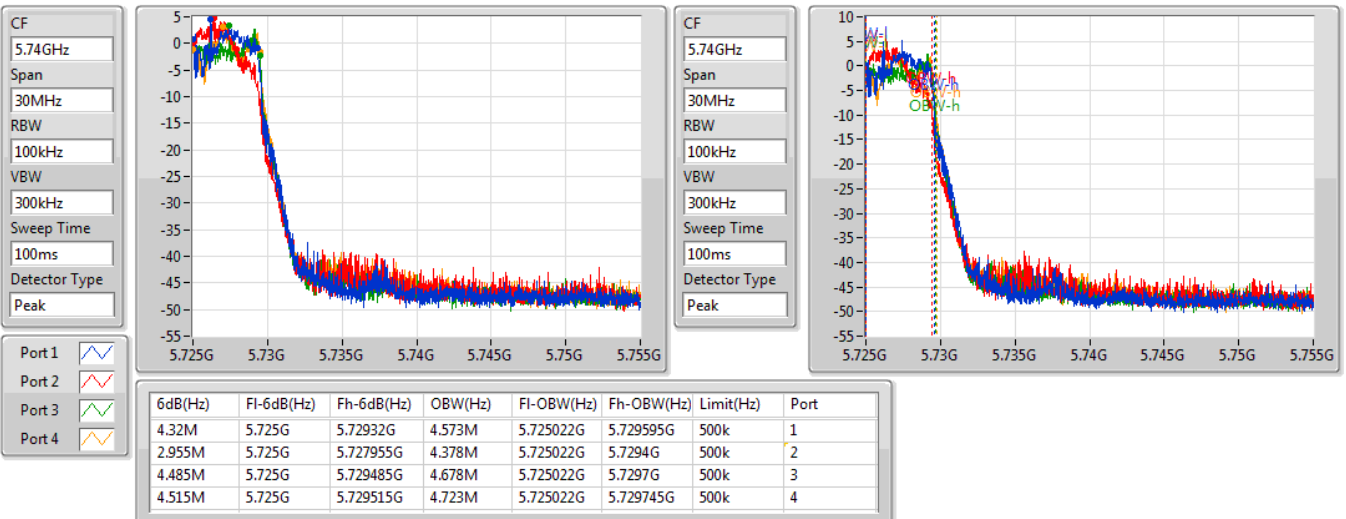 CF
5.74GHz
Span
30MHz
RBW
100kHz
VBW
300kHz
Sweep Time
100ms
Detector Type
Peak
5
0
-5
-10
-15
-20
-25
-30
-35
-40
-45
-50
-55
5.725G 5.73G 5.735G 5.74G 5.745G 5.75G 5.755G
CF
5.74GHz
Span
30MHz
RBW
100kHz
VBW
300kHz
Sweep Time
100ms
Detector Type
Peak
10
5
0
-5
-10
-15
-20
-25
-30
-35
-40
-45
-50
-55
OBW-h
5.725G 5.73G 5.735G 5.74G 5.745G 5.75G 5.755G
Port 1
Port 2
Port 3
Port 4
6dB(Hz) Fl-6dB(Hz) Fh-6dB(Hz) OBW(Hz) Fl-OBW(Hz) Fh-OBW(Hz) Limit(Hz) Port
4.32M 5.725G 5.72932G 4.573M 5.725022G 5.729595G 500k 1
2.955M 5.725G 5.727955G 4.378M 5.725022G 5.7294G 500k 2
4.485M 5.725G 5.729485G 4.678M 5.725022G 5.7297G 500k 3
4.515M 5.725G 5.729515G 4.723M 5.725022G 5.729745G 500k 4